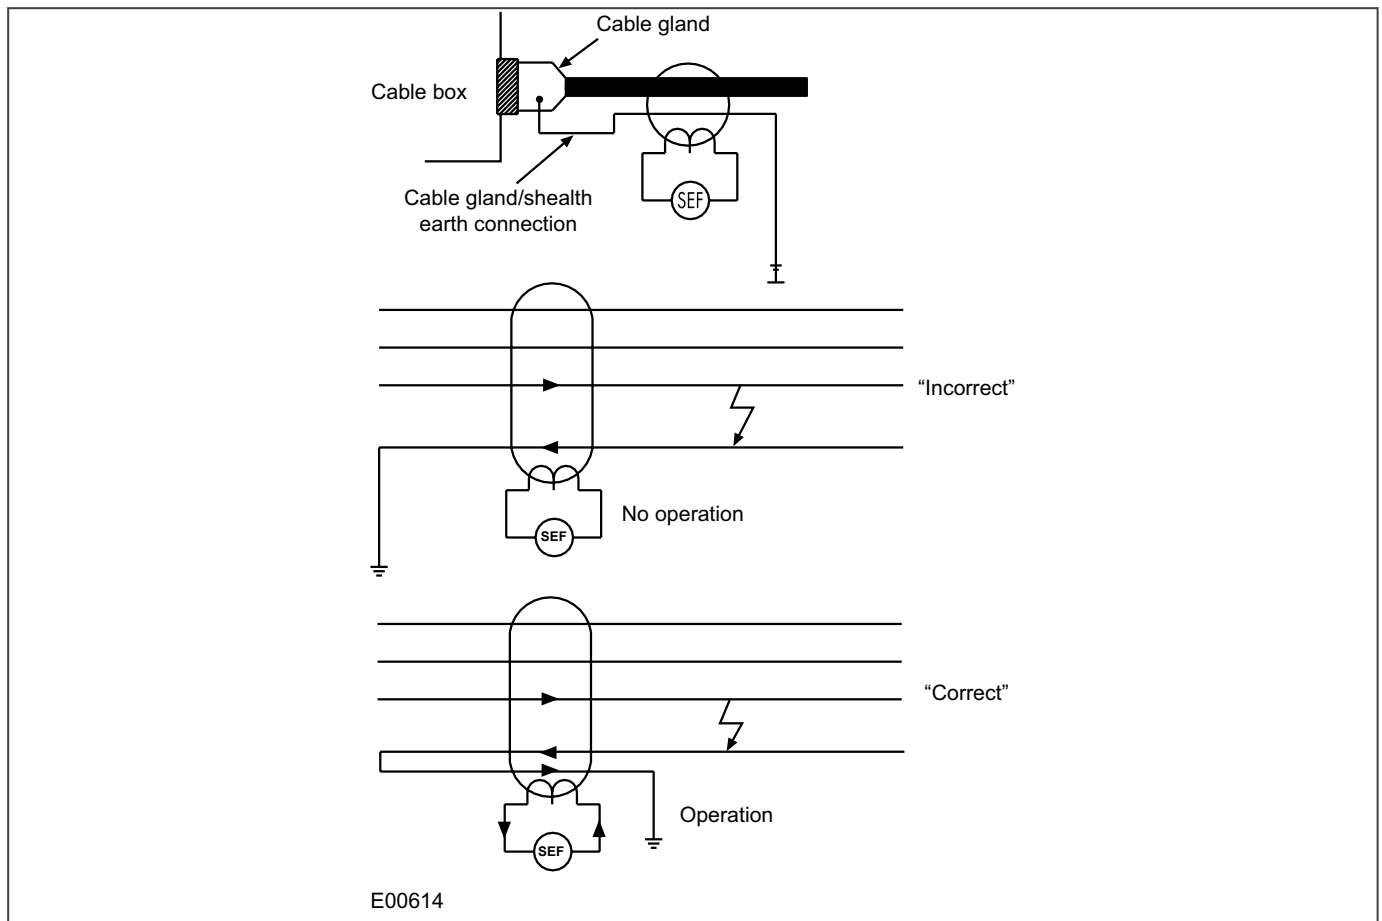 Cable gland
Cable box
SEF
Cable gland/shealth
earth connection
“Incorrect”
No operation
SEF
“Correct”
Operation
SEF
E00614